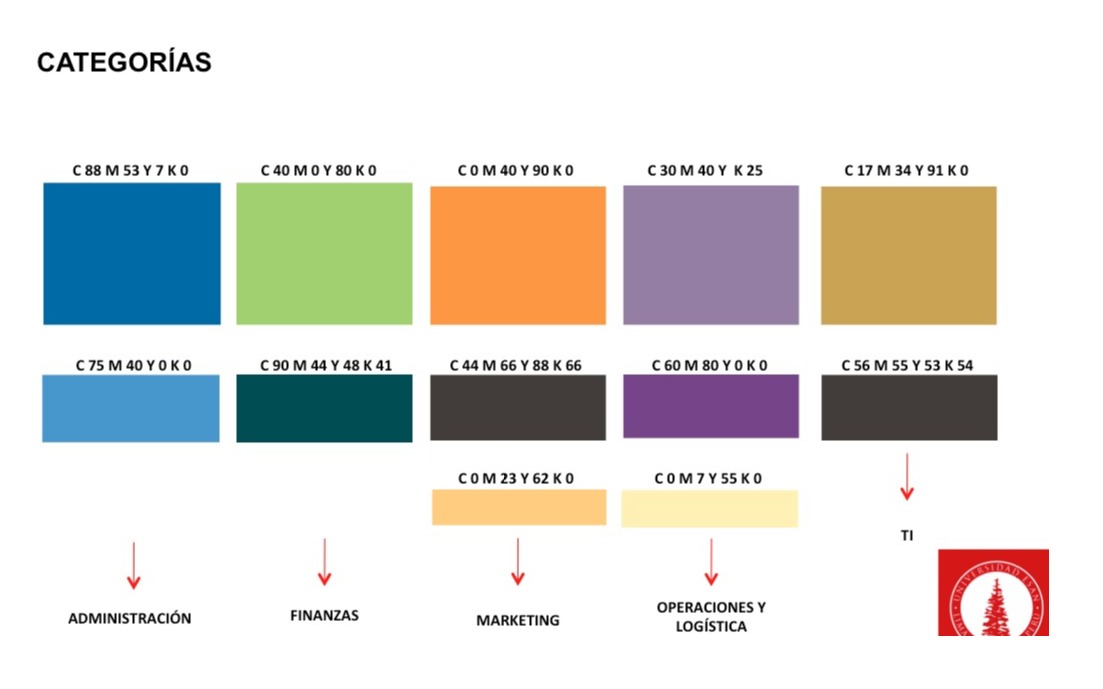 CATEGORÍAS
C 88 M 53 Y 7 K 0
C 40 M 0 Y 80 K 0
C 0 M 40 Y 90 K 0
C 30 M 40 Y  K 25
C 17 M 34 Y 91 K 0
C 75 M 40 Y 0 K 0
C 90 M 44 Y 48 K 41
C 44 M 66 Y 88 K 66
C 60 M 80 Y 0 K 0
C 56 M 55 Y 53 K 54
C 0 M 23 Y 62 K 0
C 0 M 7 Y 55 K 0
TI
ADMINISTRACIÓN
FINANZAS
MARKETING
OPERACIONES Y
LOGÍSTICA
UNIVERSIDAD ESAN